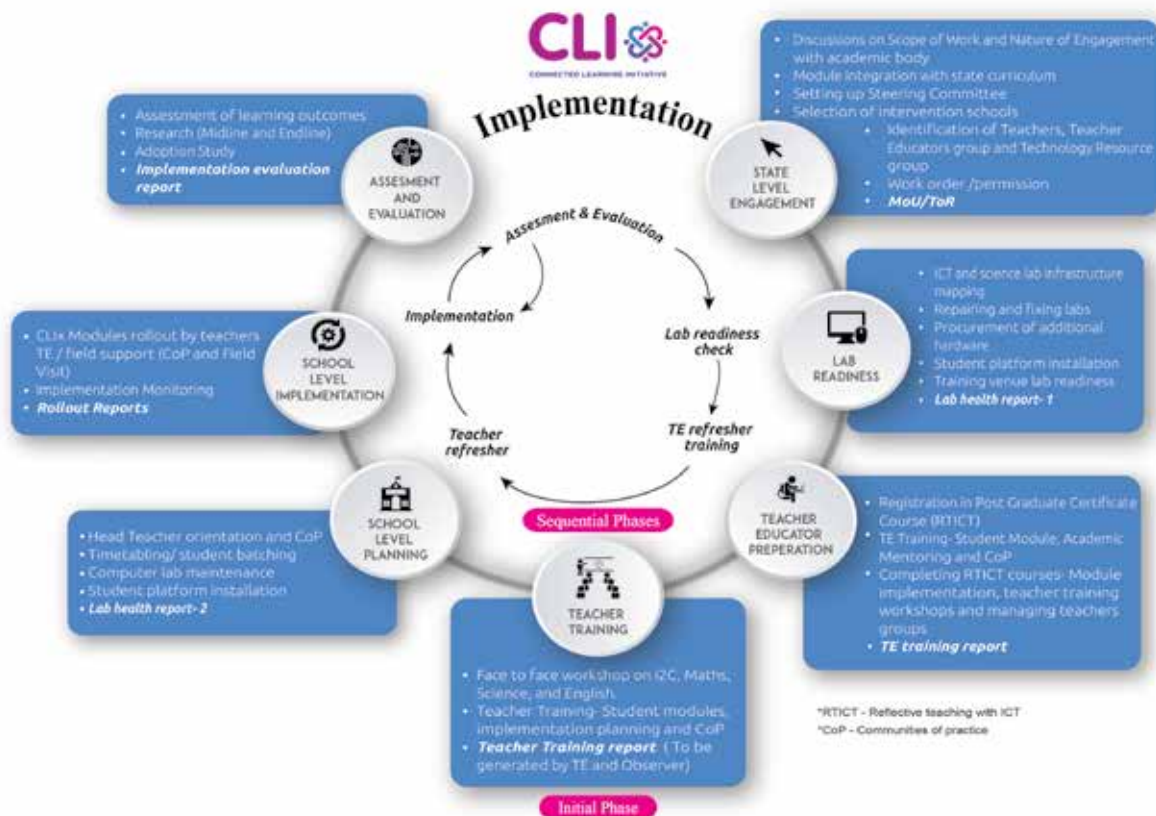 CLI
CONNECTED LEARNING INITIATIVE
Implementation
• Discussions on Scope of Work and Nature of Engagement
with academic body
• Module integration with state curriculum
• Setting up Steering Committee
• Selection of intervention schools
• Identification of Teachers, Teacher
Educators group and Technology Resource
group
• Work order /permission
• MoU/ToR
STATE
LEVEL
ENGAGEMENT
• ICT and science lab infrastructure
mapping
• Repairing and fixing labs
• Procurement of additional
hardware
• Student platform installation
• Training venue lab readiness
• Lab health report- 1
LAB
READINESS
• Registration in Post Graduate Certificate
Course (RTICT)
• TE Training- Student Module, Academic
Mentoring and CoP
• Completing RTICT courses- Module
implementation, teacher training
workshops and managing teachers
groups
• TE training report
TEACHER
EDUCATOR
PREPARATION
TEACHER
TRAINING
• Face to face workshop on i2C, Maths,
Science, and English.
• Teacher Training- Student modules,
implementation planning and CoP
• Teacher Training report ( To be
generated by TE and Observer)
Initial Phase
SCHOOL
LEVEL
PLANNING
• Head Teacher orientation and CoP
• Timetabling/ student batching
• Computer lab maintenance
• Student platform installation
• Lab health report- 2
SCHOOL
LEVEL
IMPLEMENTATION
• CLIx Modules rollout by teachers
TE / field support (CoP and Field
Visit)
• Implementation Monitoring
• Rollout Reports
ASSESMENT
AND
EVALUATION
• Assessment of learning outcomes
• Research (Midline and Endline)
• Adoption Study
• Implementation evaluation
report
Assesment & Evaluation
Lab readiness
check
TE refresher
training
Teacher
refresher
Implementation
Sequential Phases
*RTICT - Reflective teaching with ICT
*CoP - Communities of practice